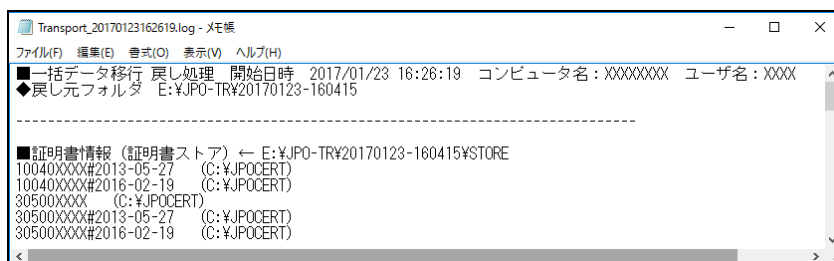 Transport_20170123162619.log - メモ帳
ファイル(F) 編集(E) 書式(O) 表示(V) ヘルプ(H)
■一括データ移行 戻し処理 開始日時 2017/01/23 16:26:19 コンピュータ名：XXXXXXXX ユーザ名：XXXX
◆戻し元フォルダ E:¥JPO-TR¥20170123-160415
------------------------------------------------------------------------------
■証明書情報（証明書ストア）← E:¥JPO-TR¥20170123-160415¥STORE
10040XXXX#2013-05-27 (C:¥JPOCERT)
10040XXXX#2016-02-19 (C:¥JPOCERT)
30500XXXX (C:¥JPOCERT)
30500XXXX#2013-05-27 (C:¥JPOCERT)
30500XXXX#2016-02-19 (C:¥JPOCERT)